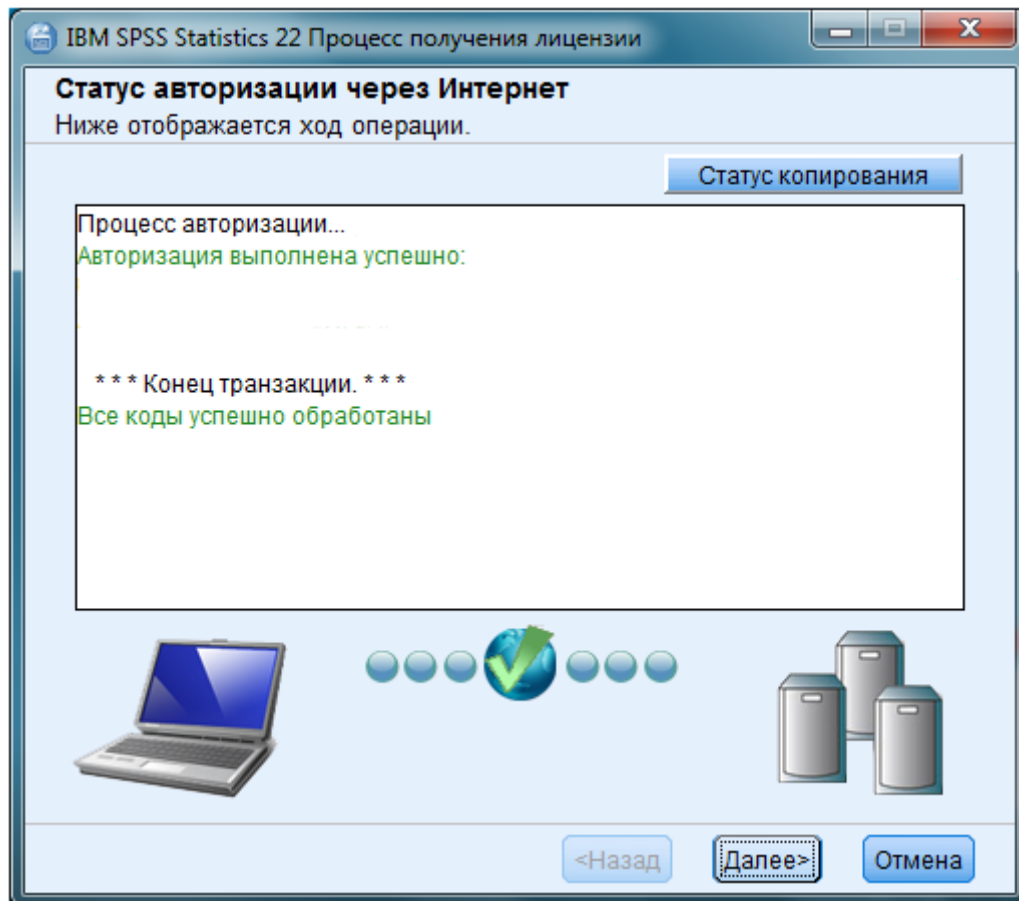 IBM SPSS Statistics 22 Процесс получения лицензии
Статус авторизации через Интернет
Ниже отображается ход операции.
Статус копирования
Процесс авторизации...
Авторизация выполнена успешно:
* * * Конец транзакции. * * *
Все коды успешно обработаны
<Назад
Далее>
Отмена